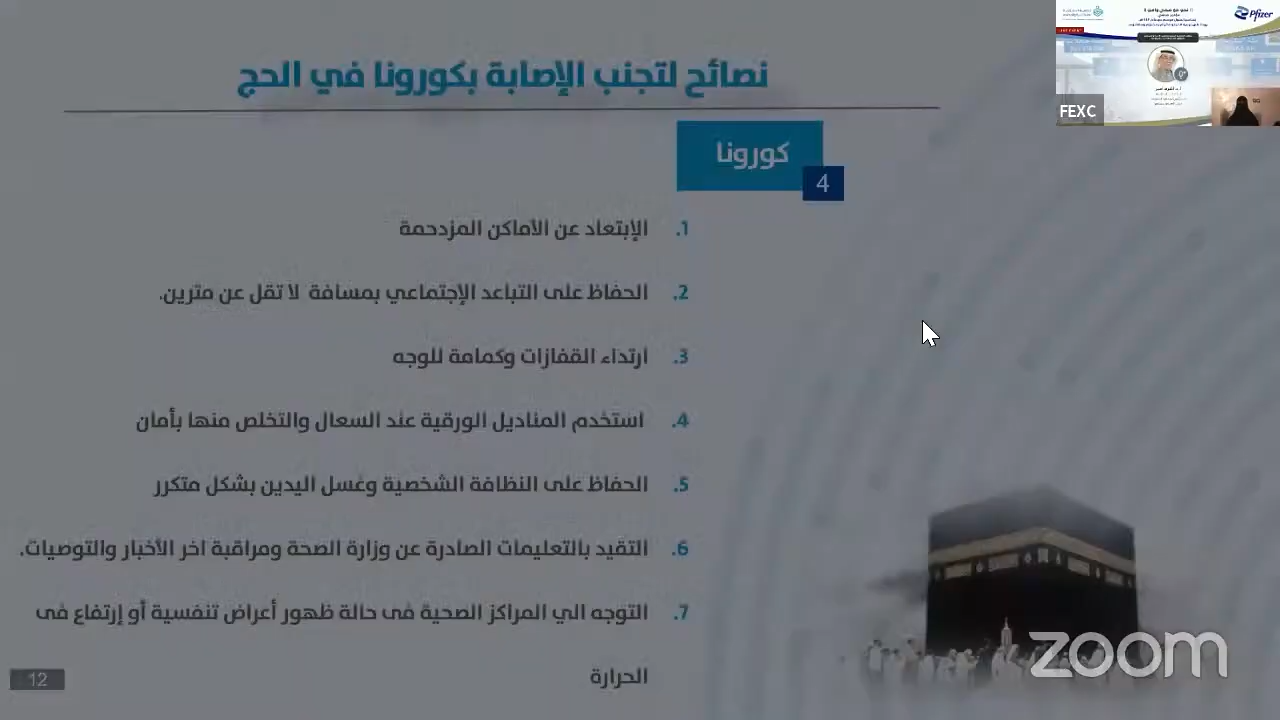 نصائح لتجنب الإصابة بكورونا في الحج
كورونا
4
1. الإبتعاد عن الأماكن المزدحمة
2. الحفاظ على التباعد الإجتماعي بمسافة لا تقل عن مترين.
3. ارتداء القفازات وكمامة للوجه
4. استخدم المناديل الورقية عند السعال والتخلص منها بأمان
5. الحفاظ على النظافة الشخصية وغسل اليدين بشكل متكرر
6. التقيد بالتعليمات الصادرة عن وزارة الصحة ومراقبة اخر الأخبار والتوصيات.
7. التوجه الي المراكز الصحية فى حالة ظهور أعراض تنفسية أو إرتفاع فى
الحرارة
12
Pfizer
FEXC
zoom